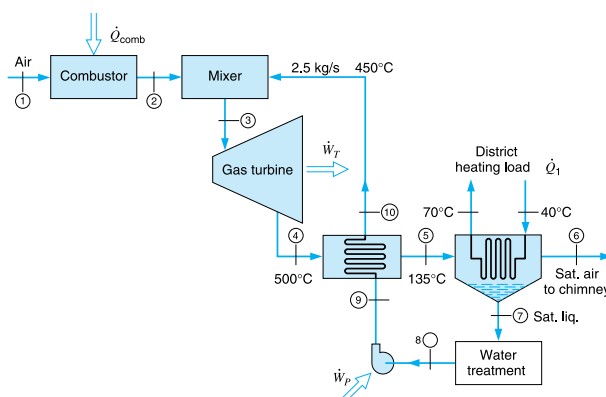 Q̇comb
Air
Combustor
Mixer
2.5 kg/s 450°C
1
2
3
Gas turbine
ẆT
District
heating load
Q̇1
10
70°C
40°C
4
5
6
500°C
135°C
Sat. air
to chimney
9
7
Sat. liq.
8
Water
treatment
ẆP